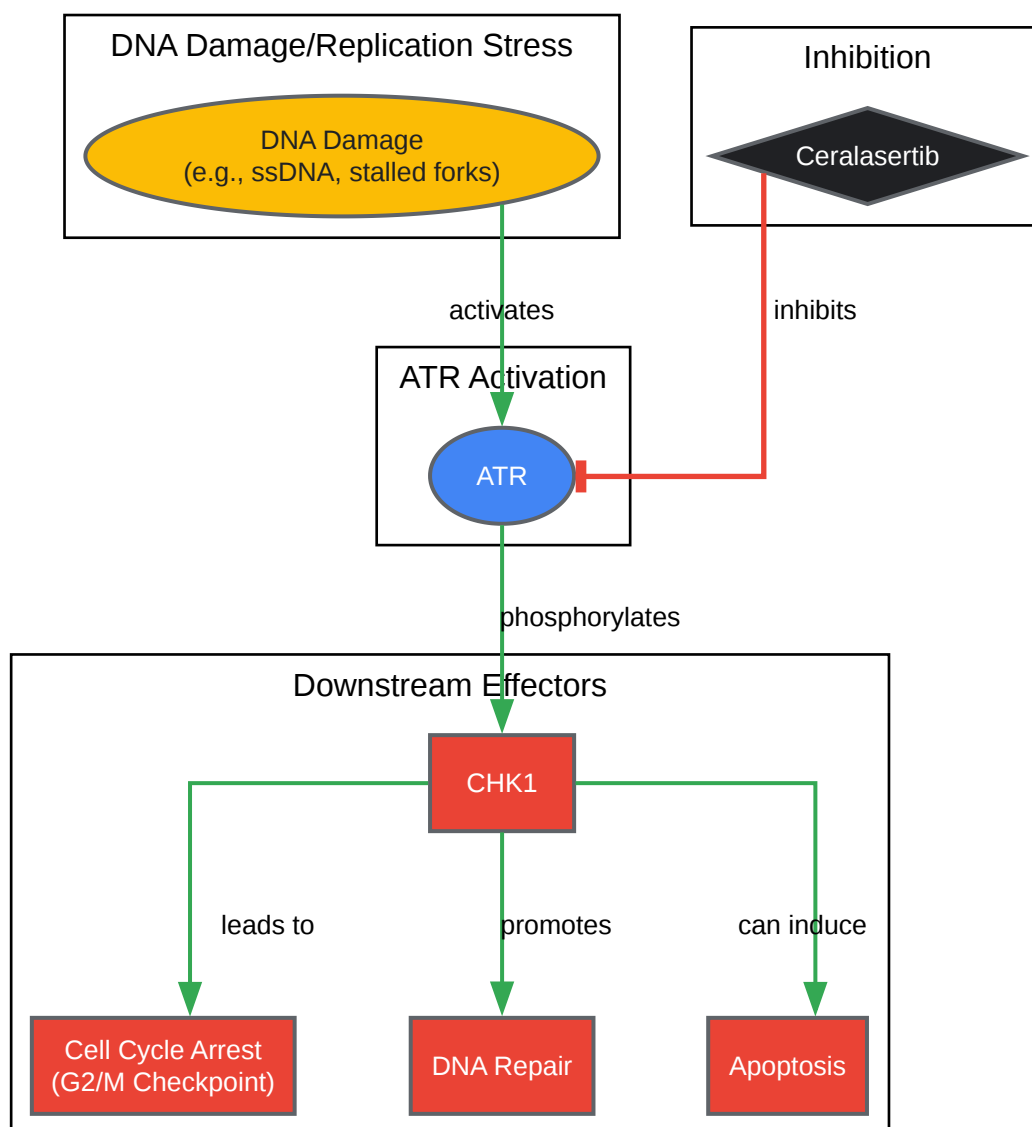 DNA Damage/Replication Stress
Inhibition
DNA Damage
(e.g., ssDNA, stalled forks)
Ceralasertib
activates
inhibits
ATR Activation
ATR
phosphorylates
Downstream Effectors
CHK1
leads to
promotes
can induce
Cell Cycle Arrest
(G2/M Checkpoint)
DNA Repair
Apoptosis